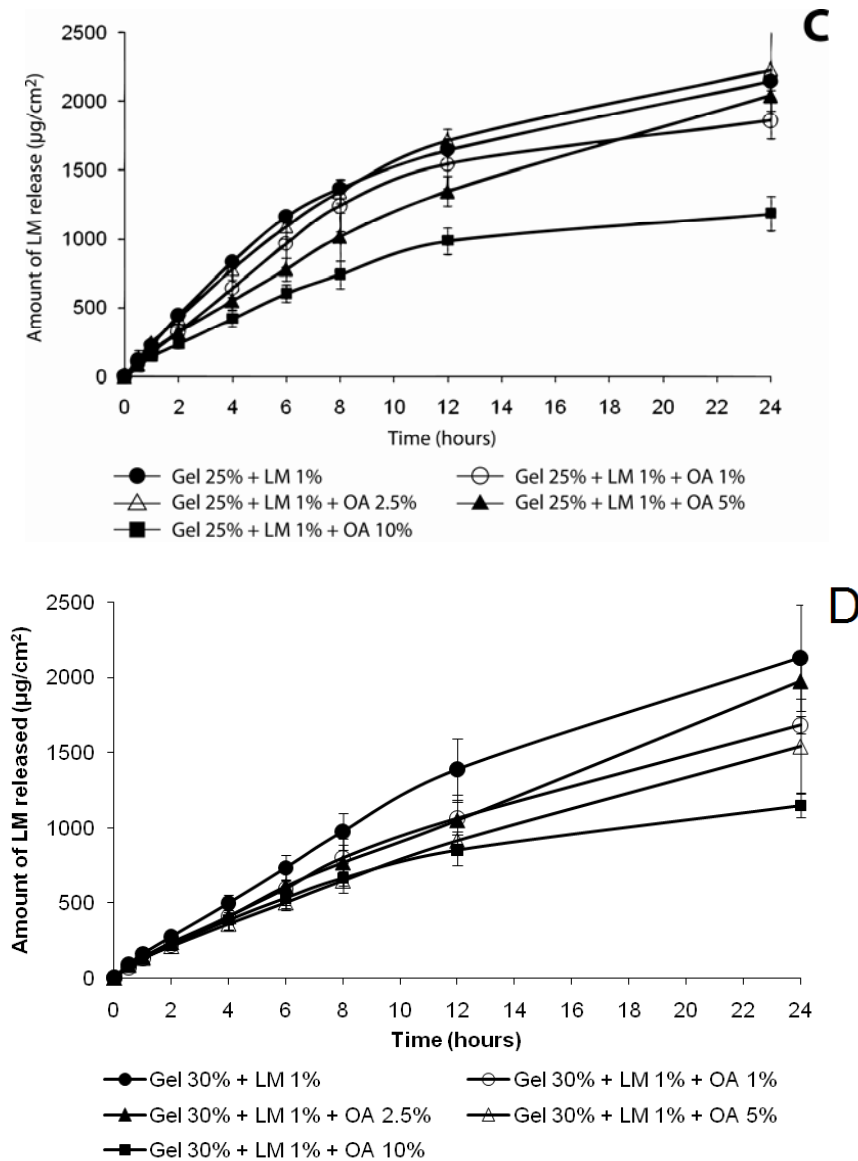 C
2500
2000
1500
1000
500
0
Amount of LM release (µg/cm²)
0 2 4 6 8 10 12 14 16 18 20 22 24
Time (hours)
Gel 25% + LM 1% Gel 25% + LM 1% + OA 1%
Gel 25% + LM 1% + OA 2.5% Gel 25% + LM 1% + OA 5%
Gel 25% + LM 1% + OA 10%
D
2500
2000
1500
1000
500
0
Amount of LM released (µg/cm²)
0 2 4 6 8 10 12 14 16 18 20 22 24
Time (hours)
Gel 30% + LM 1% Gel 30% + LM 1% + OA 1%
Gel 30% + LM 1% + OA 2.5% Gel 30% + LM 1% + OA 5%
Gel 30% + LM 1% + OA 10%